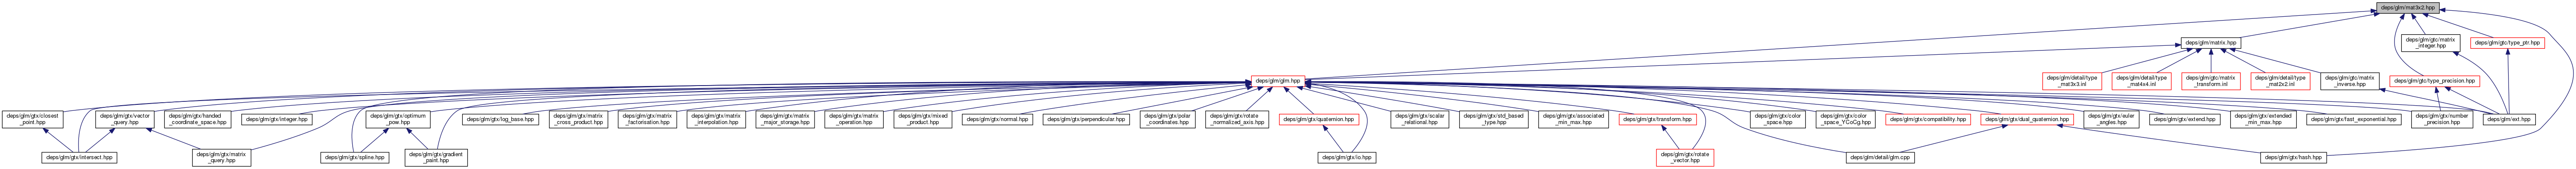 deps/glm/mat3x2.hpp
deps/glm/matrix.hpp
deps/glm/gtc/matrix
_integer.hpp
deps/glm/gtc/type_ptr.hpp
deps/glm/glm.hpp
deps/glm/detail/type
_mat3x3.inl
deps/glm/detail/type
_mat4x4.inl
deps/glm/gtc/matrix
_transform.inl
deps/glm/detail/type
_mat2x2.inl
deps/glm/gtc/matrix
_inverse.hpp
deps/glm/gtc/type_precision.hpp
deps/glm/gtx/closest
_point.hpp
deps/glm/gtx/vector
_query.hpp
deps/glm/gtx/handed
_coordinate_space.hpp
deps/glm/gtx/integer.hpp
deps/glm/gtx/optimum
_pow.hpp
deps/glm/gtx/log_base.hpp
deps/glm/gtx/matrix
_cross_product.hpp
deps/glm/gtx/matrix
_factorisation.hpp
deps/glm/gtx/matrix
_interpolation.hpp
deps/glm/gtx/matrix
_major_storage.hpp
deps/glm/gtx/matrix
_operation.hpp
deps/glm/gtx/mixed
_product.hpp
deps/glm/gtx/normal.hpp
deps/glm/gtx/perpendicular.hpp
deps/glm/gtx/polar
_coordinates.hpp
deps/glm/gtx/rotate
_normalized_axis.hpp
deps/glm/gtx/quaternion.hpp
deps/glm/gtx/scalar
_relational.hpp
deps/glm/gtx/std_based
_type.hpp
deps/glm/gtx/associated
_min_max.hpp
deps/glm/gtx/transform.hpp
deps/glm/gtx/color
_space.hpp
deps/glm/gtx/color
_space_YCoCg.hpp
deps/glm/gtx/compatibility.hpp
deps/glm/gtx/dual_quaternion.hpp
deps/glm/gtx/euler
_angles.hpp
deps/glm/gtx/extend.hpp
deps/glm/gtx/extended
_min_max.hpp
deps/glm/gtx/fast_exponential.hpp
deps/glm/gtx/number
_precision.hpp
deps/glm/ext.hpp
deps/glm/gtx/intersect.hpp
deps/glm/gtx/matrix
_query.hpp
deps/glm/gtx/spline.hpp
deps/glm/gtx/gradient
_paint.hpp
deps/glm/gtx/io.hpp
deps/glm/gtx/rotate
_vector.hpp
deps/glm/detail/glm.cpp
deps/glm/gtx/hash.hpp